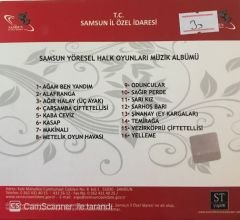 T.C.
SAMSUN İL ÖZEL İDARESİ
SAMSUN YÖRESEL HALK OYUNLARI MÜZİK ALBÜMÜ
1- AĞAM BEN YANDIM
2- ALAFRANGA
3- AĞIR HALAY (ÜÇ AYAK)
4- ÇARŞAMBA ÇİFTETELLİSİ
5- KABA CEVİZ
6- KASAP
7- MAKİNALI
8- METELİK OYUN HAVASI
9- ODUNCULAR
10- SAĞIR PERDE
11- SARI KIZ
12- SARHOŞ BARI
13- ŞİNANAY (EY KARGALAR)
14- TEMİRAĞA
15- VEZİRKÖPRÜ ÇİFTETELLİSİ
16- YELLEME
ST
CS CamScanner ile tarandı